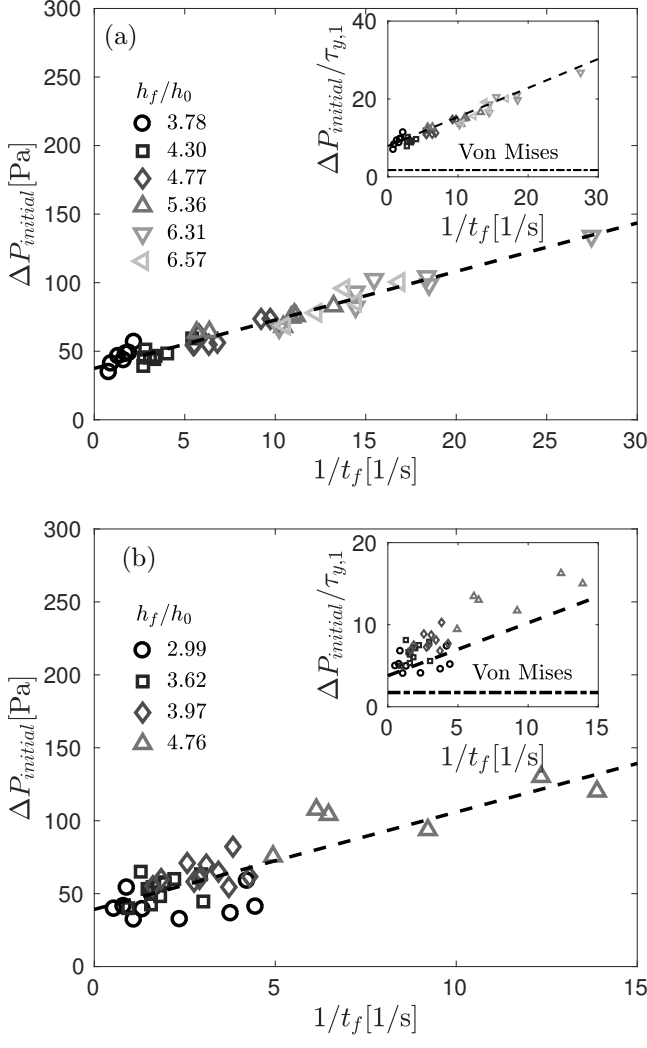 (a)
300
250
200
150
100
50
0
ΔP_initial[Pa]
h_f/h_0
3.78
4.30
4.77
5.36
6.31
6.57
0 5 10 15 20 25 30
1/t_f[1/s]
40
20
0
ΔP_initial/τ_y,1
Von Mises
0 10 20 30
1/t_f[1/s]
(b)
300
250
200
150
100
50
0
ΔP_initial[Pa]
h_f/h_0
2.99
3.62
3.97
4.76
0 5 10 15
1/t_f[1/s]
20
10
0
ΔP_initial/τ_y,1
Von Mises
0 5 10 15
1/t_f[1/s]